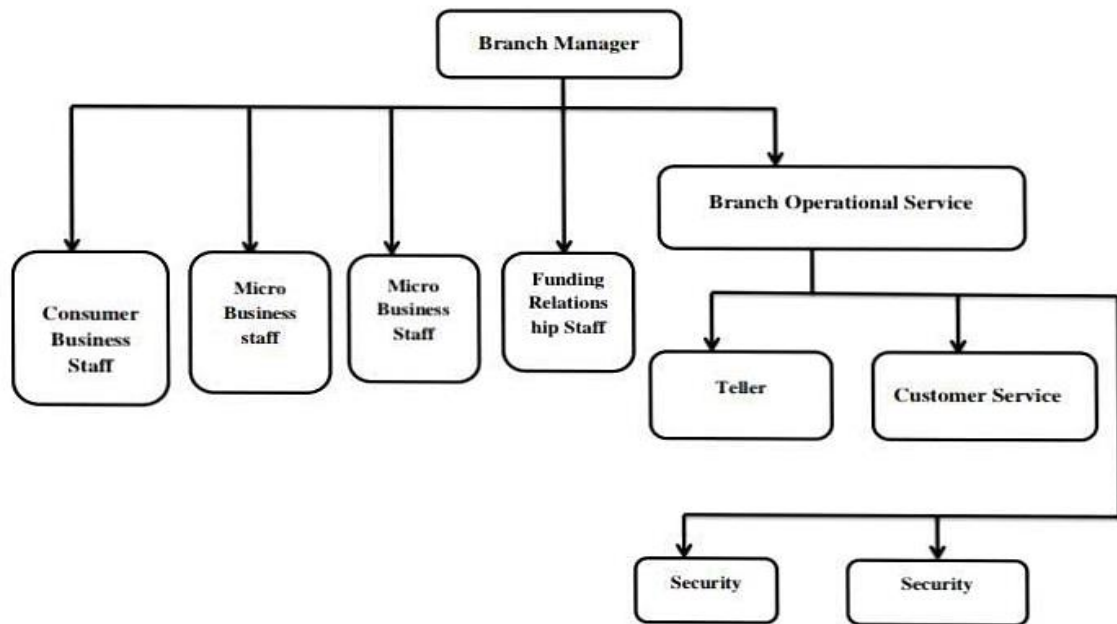 Branch Manager
Branch Operational Service
Consumer
Business
Staff
Micro
Business
staff
Micro
Business
Staff
Funding
Relations
hip Staff
Teller
Customer Service
Security
Security